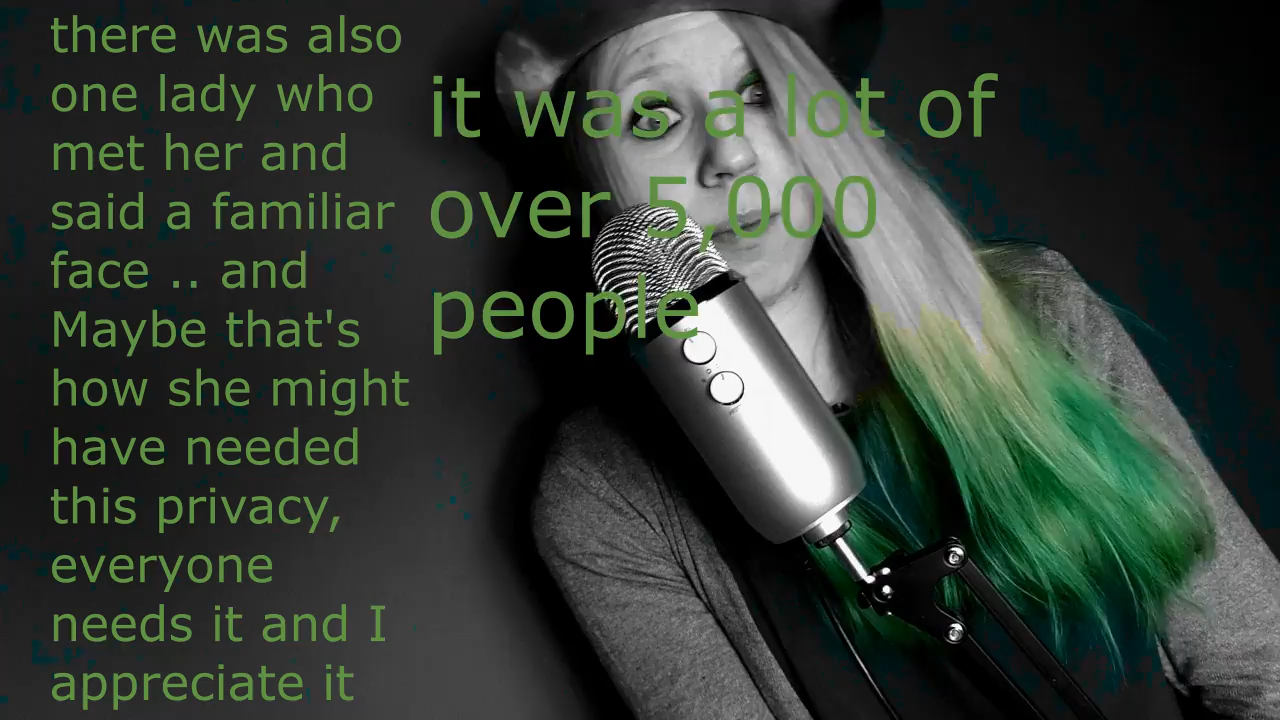 there was also
one lady who
met her and
said a familiar
face .. and
Maybe that's
how she might
have needed
this privacy,
everyone
needs it and I
appreciate it
it was a lot of
over 5,000
people